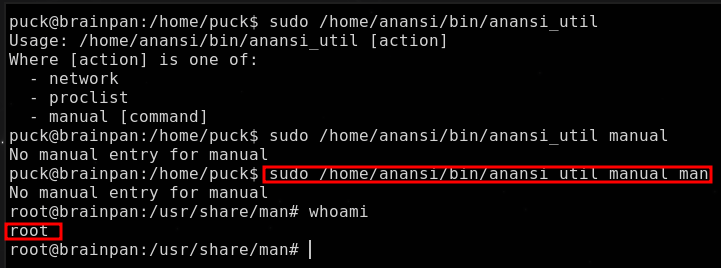 puck@brainpan:/home/puck$ sudo /home/anansi/bin/anansi_util
Usage: /home/anansi/bin/anansi_util [action]
Where [action] is one of:
  - network
  - proclist
  - manual [command]
puck@brainpan:/home/puck$ sudo /home/anansi/bin/anansi_util manual
No manual entry for manual
puck@brainpan:/home/puck$ sudo /home/anansi/bin/anansi_util manual man
No manual entry for manual
root@brainpan:/usr/share/man# whoami
root
root@brainpan:/usr/share/man#